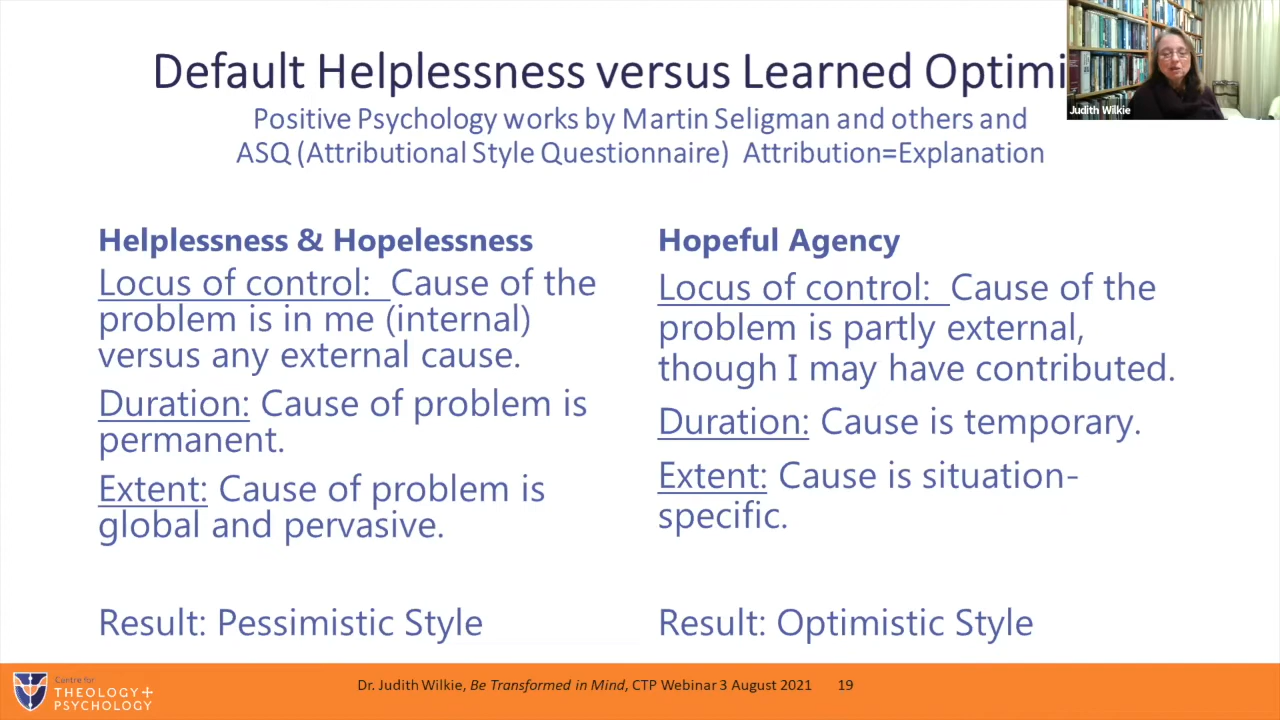 Default Helplessness versus Learned Optimi
Positive Psychology works by Martin Seligman and others and
ASQ (Attributional Style Questionnaire) Attribution=Explanation
Judith Wilkie
Helplessness & Hopelessness
Locus of control: Cause of the
problem is in me (internal)
versus any external cause.
Duration: Cause of problem is
permanent.
Extent: Cause of problem is
global and pervasive.
Result: Pessimistic Style
Hopeful Agency
Locus of control: Cause of the
problem is partly external,
though I may have contributed.
Duration: Cause is temporary.
Extent: Cause is situation-
specific.
Result: Optimistic Style
Centre for
THEOLOGY+
PSYCHOLOGY
Dr. Judith Wilkie, Be Transformed in Mind, CTP Webinar 3 August 2021 19